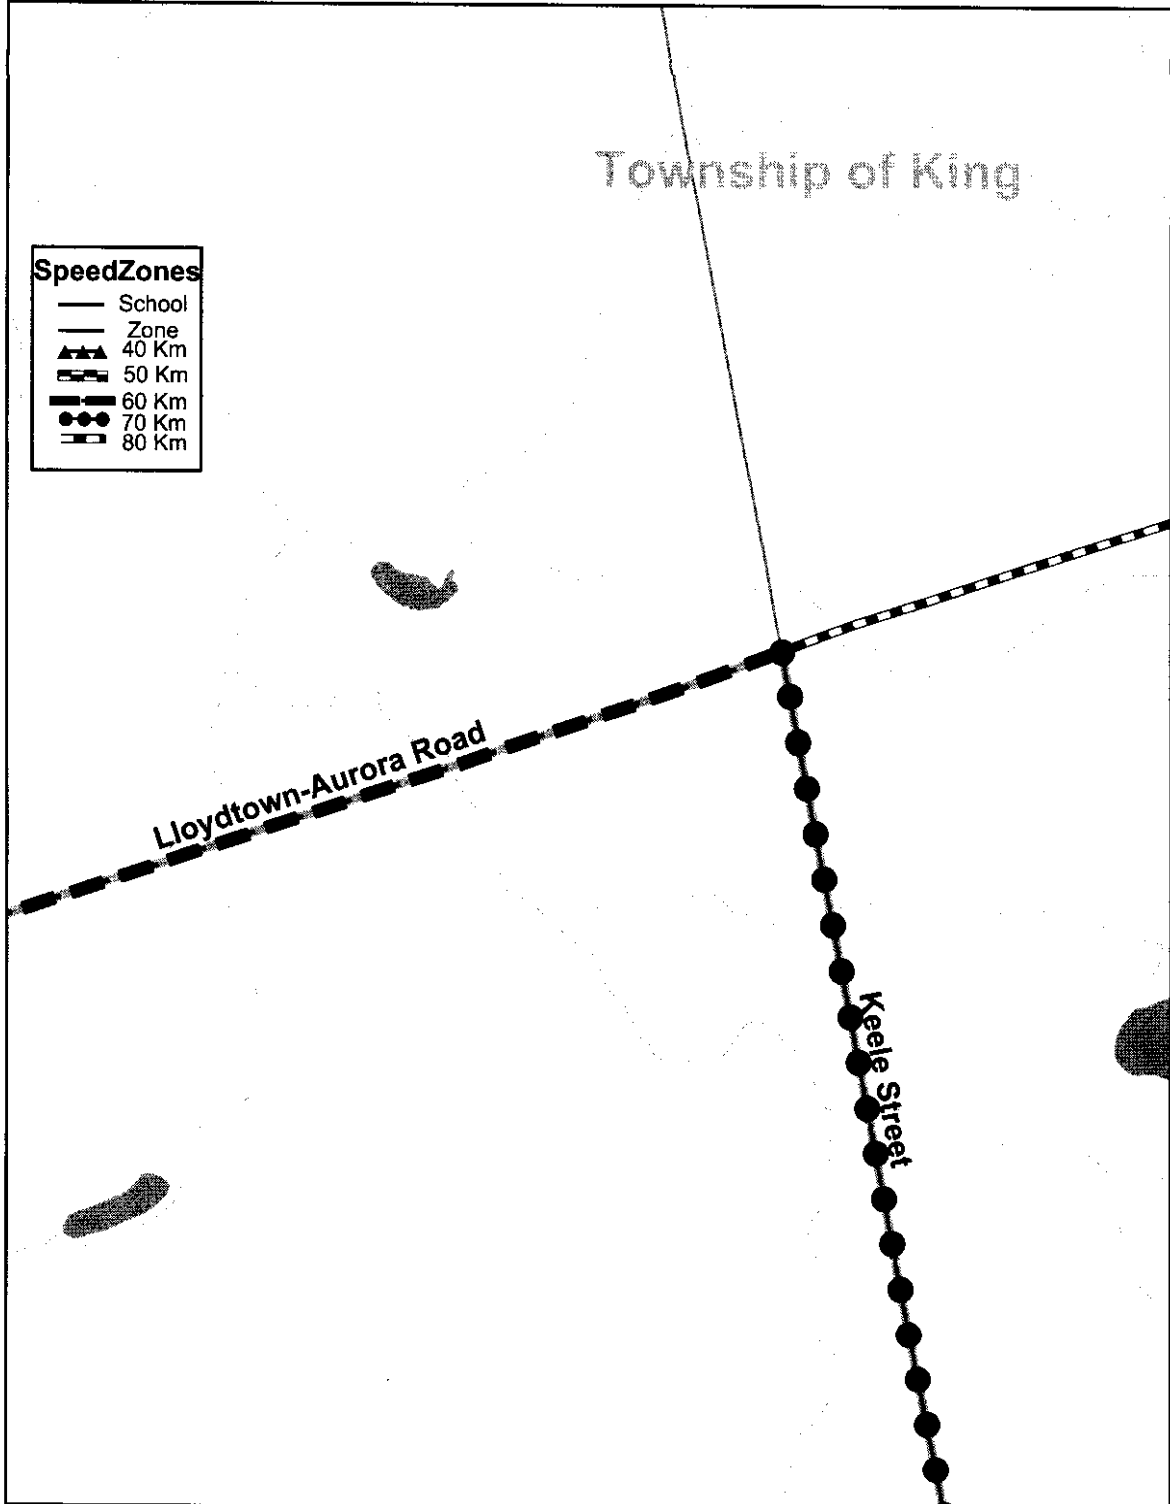 Township of King
SpeedZones
School
Zone
40 Km
50 Km
60 Km
70 Km
80 Km
Lloydtown-Aurora Road
Keele Street